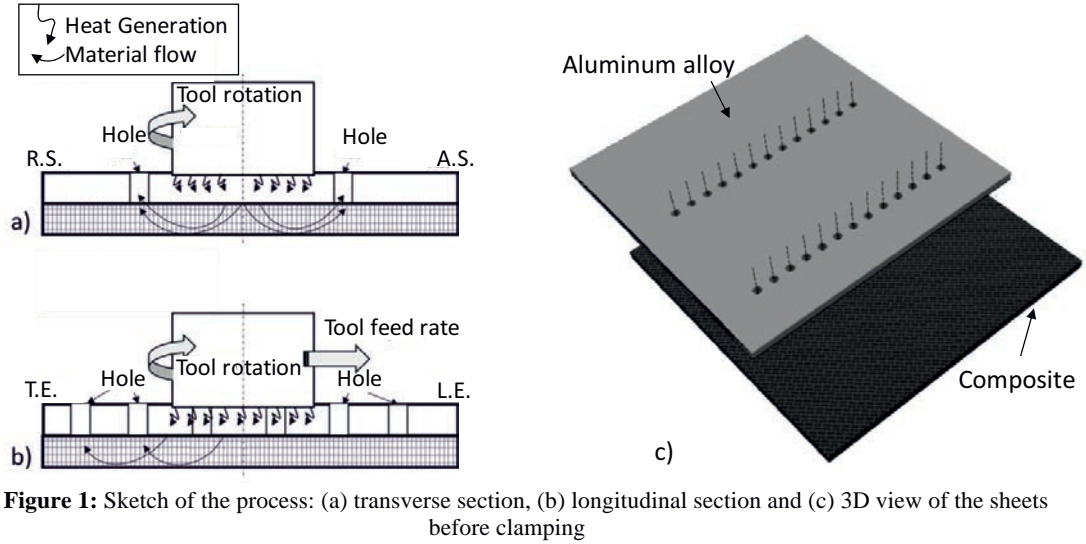 Heat Generation
Material flow
Tool rotation
Hole
Hole
R.S.
A.S.
a)
Tool feed rate
Tool rotation
Hole
Hole
T.E.
L.E.
b)
Aluminum alloy
Composite
c)
Figure 1: Sketch of the process: (a) transverse section, (b) longitudinal section and (c) 3D view of the sheets
before clamping